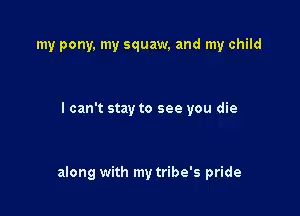 my pony, my squaw, and my child
I can't stay to see you die
along with my tribe's pride